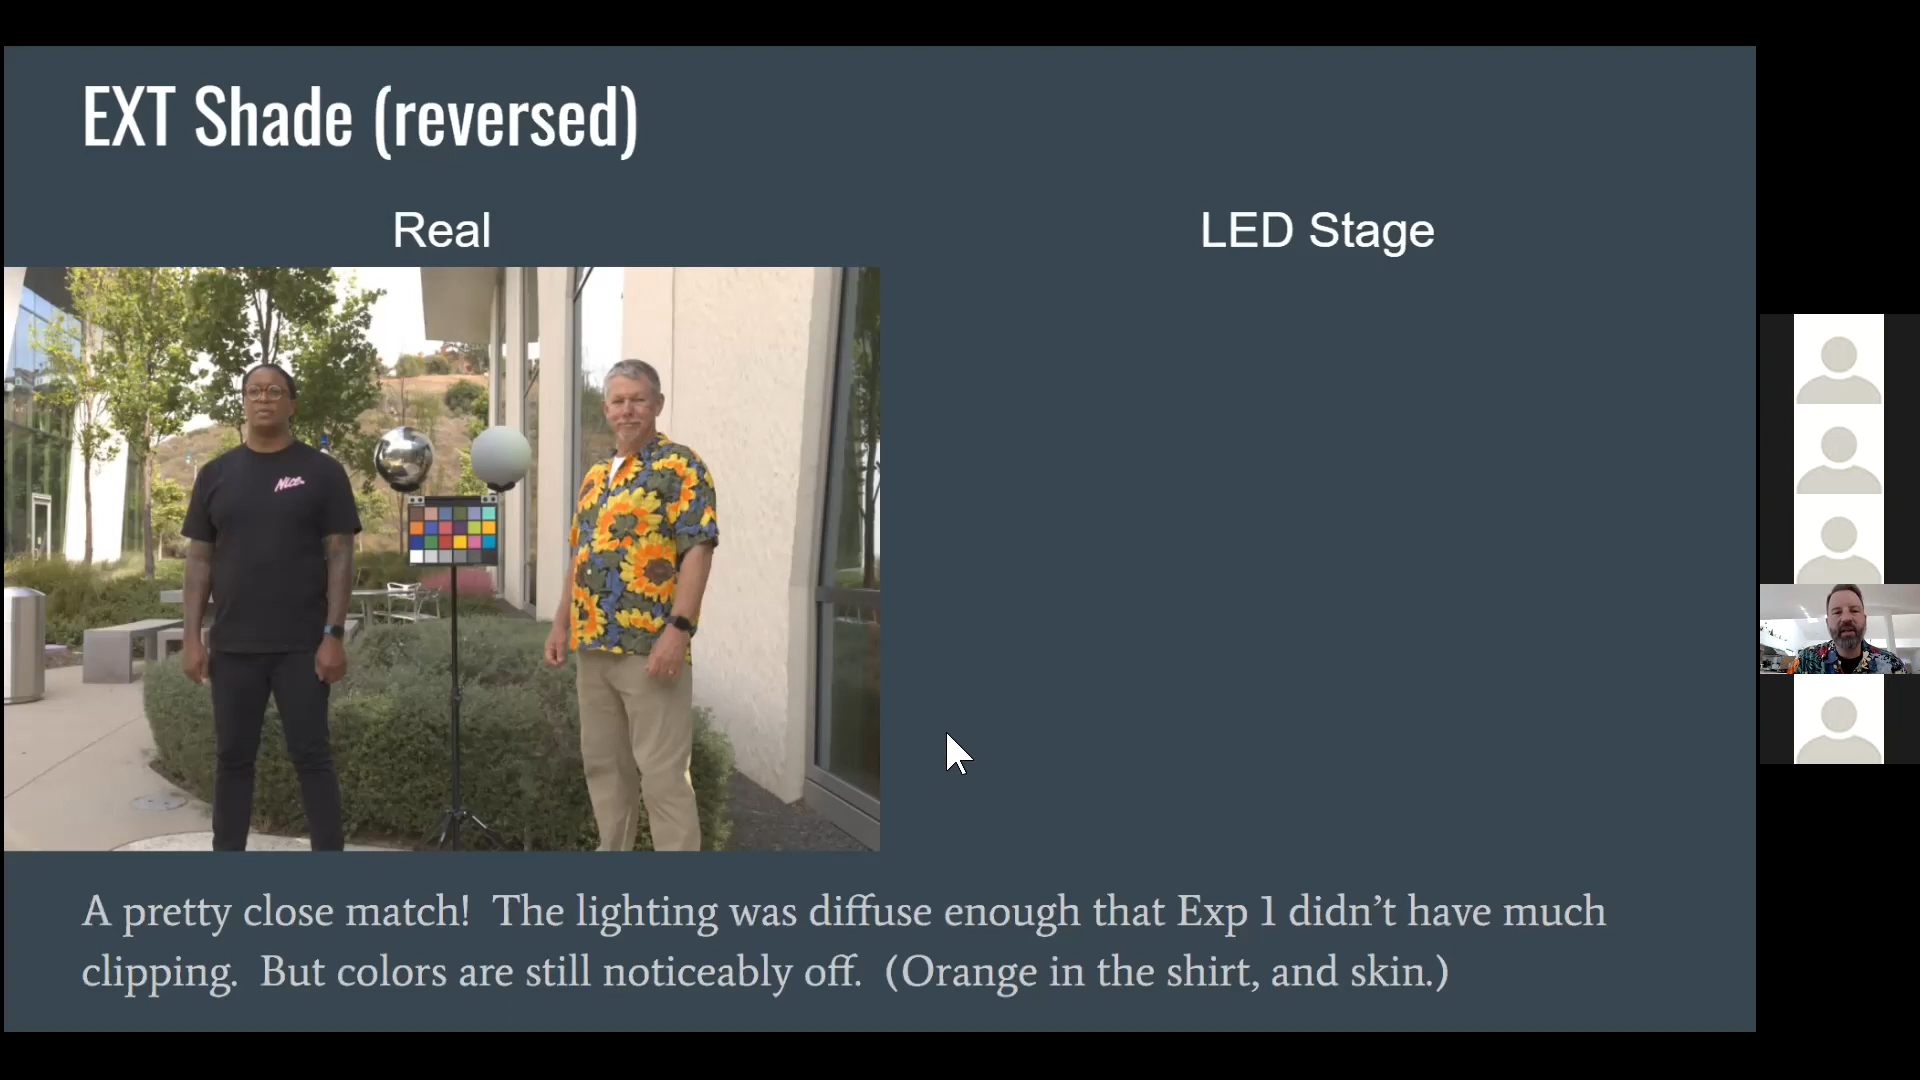 EXT Shade (reversed)
Real
LED Stage
Nice.
A pretty close match!  The lighting was diffuse enough that Exp 1 didn’t have much
clipping.  But colors are still noticeably off.  (Orange in the shirt, and skin.)